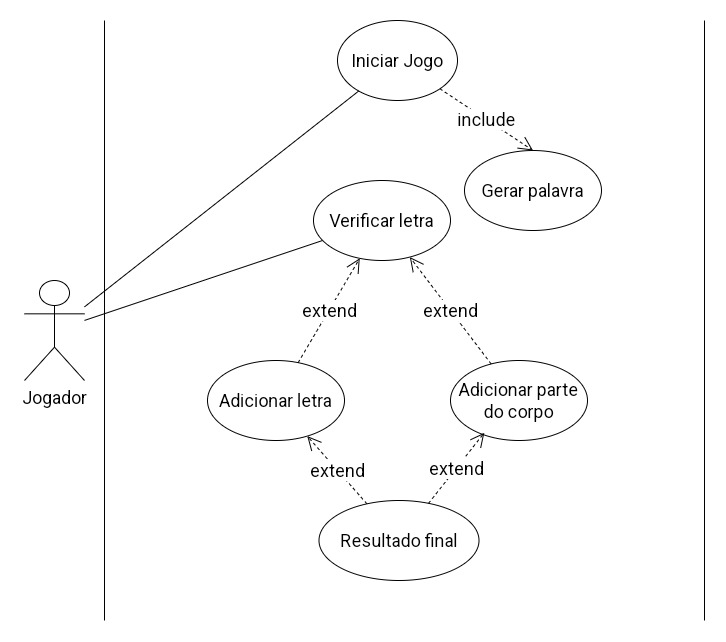 Iniciar Jogo
include
Gerar palavra
Verificar letra
extend
extend
Jogador
Adicionar letra
Adicionar parte
do corpo
extend
extend
Resultado final